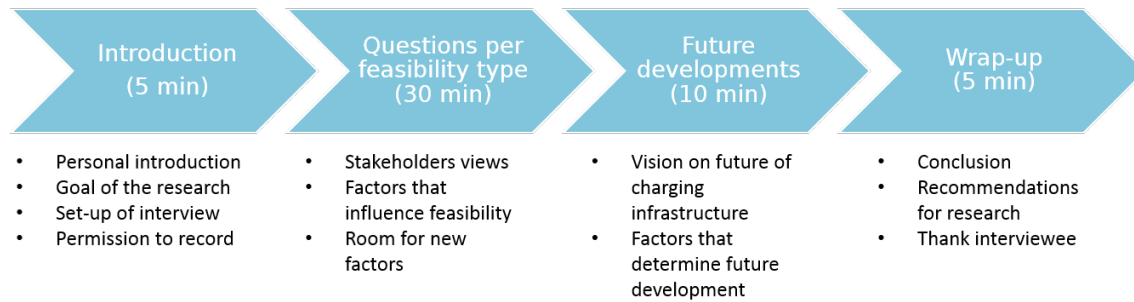 Introduction
(5 min)
Questions per
feasibility type
(30 min)
Future
developments
(10 min)
Wrap-up
(5 min)
• Personal introduction
• Goal of the research
• Set-up of interview
• Permission to record
• Stakeholders views
• Factors that
influence feasibility
• Room for new
factors
• Vision on future of
charging
infrastructure
• Factors that
determine future
development
• Conclusion
• Recommendations
for research
• Thank interviewee